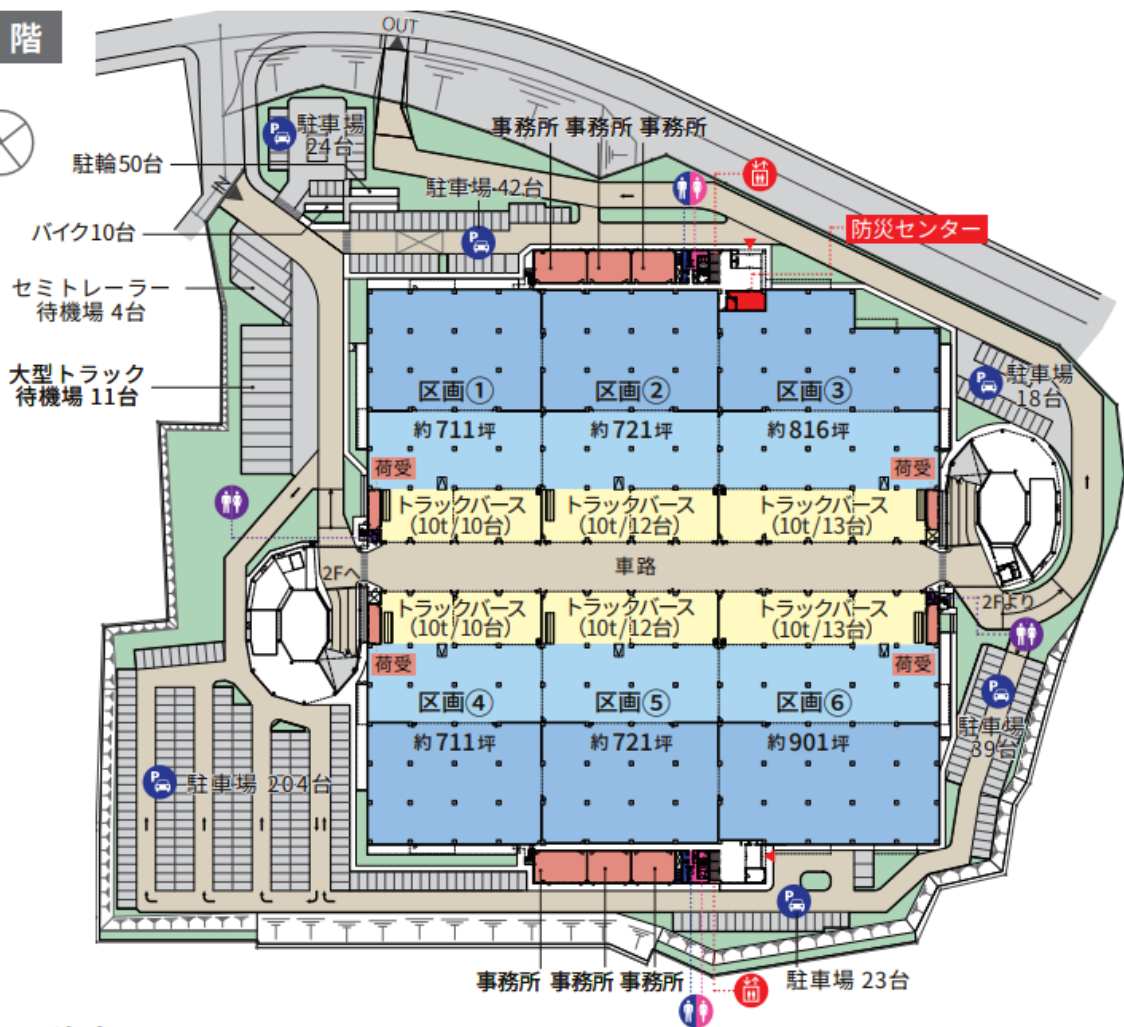 階
OUT
IN
P
駐車場
24台
駐輪50台
バイク10台
セミトレーラー
待機場 4台
大型トラック
待機場 11台
P
駐車場 42台
事務所 事務所 事務所
防災センター
P
駐車場
18台
区画① 区画② 区画③
約711坪 約721坪 約816坪
荷受 荷受
トラックバース トラックバース トラックバース
(10t/10台) (10t/12台) (10t/13台)
車路
2Fへ
2Fより
トラックバース トラックバース トラックバース
(10t/10台) (10t/12台) (10t/13台)
荷受 荷受
区画④ 区画⑤ 区画⑥
約711坪 約721坪 約901坪
P
駐車場
39台
P
駐車場 204台
P
駐車場 23台
事務所 事務所 事務所